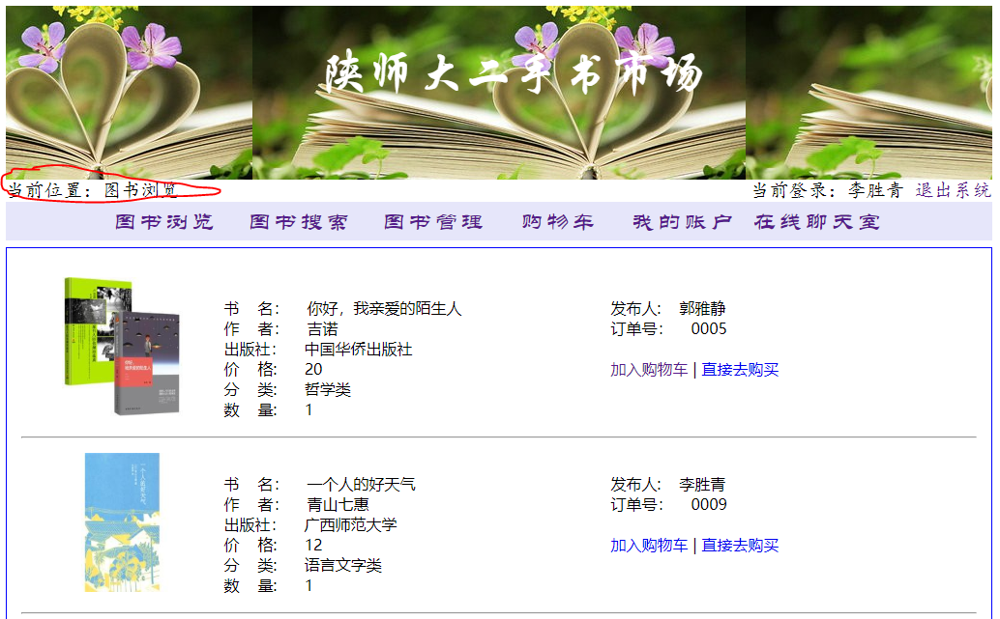 陕师大二手书市场
当前位置：图书浏览 当前登录：李胜青 退出系统
图书浏览 图书搜索 图书管理 购物车 我的账户 在线聊天室
书 名： 你好，我亲爱的陌生人 发布人: 郭雅静
作 者： 吉诺 订单号： 0005
出版社： 中国华侨出版社
价 格: 20 加入购物车 | 直接去购买
分 类: 哲学类
数 量: 1
书 名： 一个人的好天气 发布人: 李胜青
作 者： 青山七惠 订单号： 0009
出版社： 广西师范大学
价 格: 12 加入购物车 | 直接去购买
分 类: 语言文字类
数 量: 1